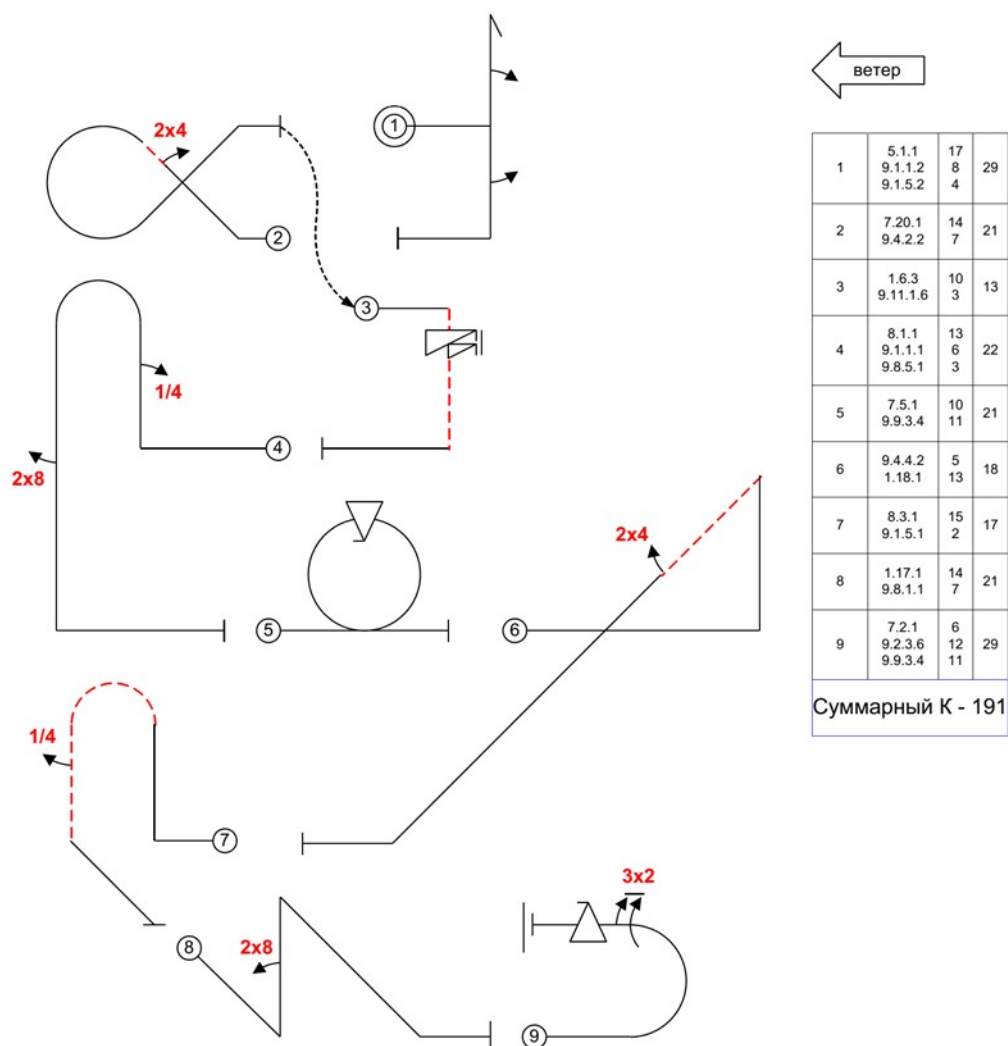 ветер
1
2x4
2
3
1/4
4
2x8
2x4
5
6
1/4
7
3x2
8
2x8
9
1 5.1.1 17 29
9.1.1.2 8
9.1.5.2 4
2 7.20.1 14 21
9.4.2.2 7
3 1.6.3 10 13
9.11.1.6 3
4 8.1.1 13 22
9.1.1.1 6
9.8.5.1 3
5 7.5.1 10 21
9.9.3.4 11
6 9.4.4.2 5 18
1.18.1 13
7 8.3.1 15 17
9.1.5.1 2
8 1.17.1 14 21
9.8.1.1 7
9 7.2.1 6 29
9.2.3.6 12
9.9.3.4 11
Суммарный К - 191